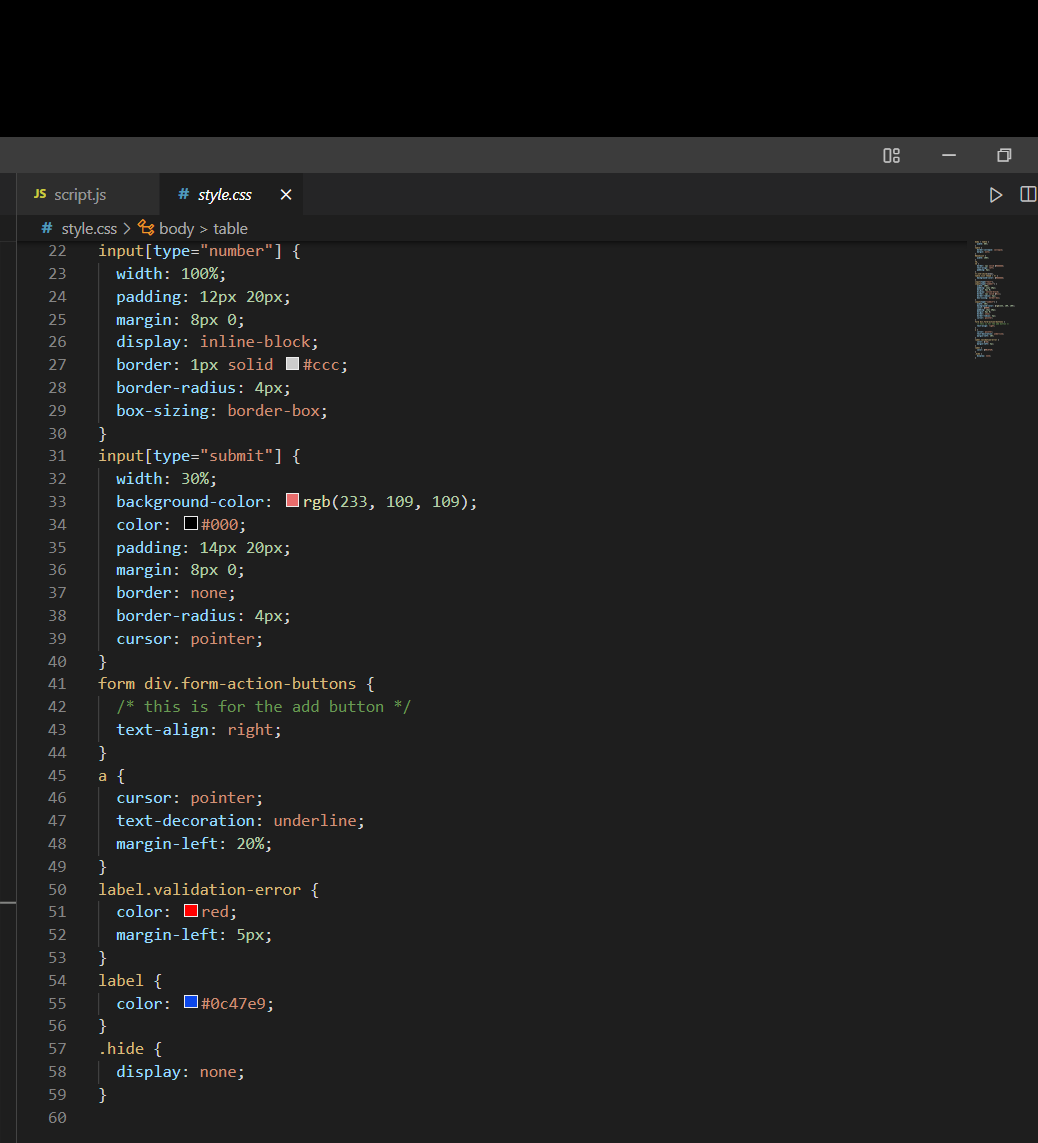 JS script.js # style.css
# style.css > body > table
22 input[type="number"] {
23 width: 100%;
24 padding: 12px 20px;
25 margin: 8px 0;
26 display: inline-block;
27 border: 1px solid #ccc;
28 border-radius: 4px;
29 box-sizing: border-box;
30 }
31 input[type="submit"] {
32 width: 30%;
33 background-color: rgb(233, 109, 109);
34 color: #000;
35 padding: 14px 20px;
36 margin: 8px 0;
37 border: none;
38 border-radius: 4px;
39 cursor: pointer;
40 }
41 form div.form-action-buttons {
42 /* this is for the add button */
43 text-align: right;
44 }
45 a {
46 cursor: pointer;
47 text-decoration: underline;
48 margin-left: 20%;
49 }
50 label.validation-error {
51 color: red;
52 margin-left: 5px;
53 }
54 label {
55 color: #0c47e9;
56 }
57 .hide {
58 display: none;
59 }
60